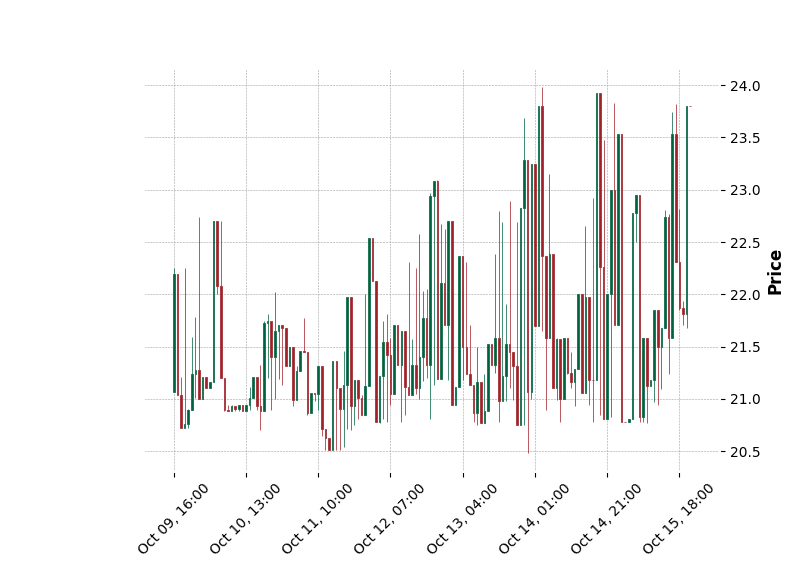 24.0
23.5
23.0
22.5
22.0
21.5
21.0
20.5
Price
Oct 09, 16:00
Oct 10, 13:00
Oct 11, 10:00
Oct 12, 07:00
Oct 13, 04:00
Oct 14, 01:00
Oct 14, 21:00
Oct 15, 18:00